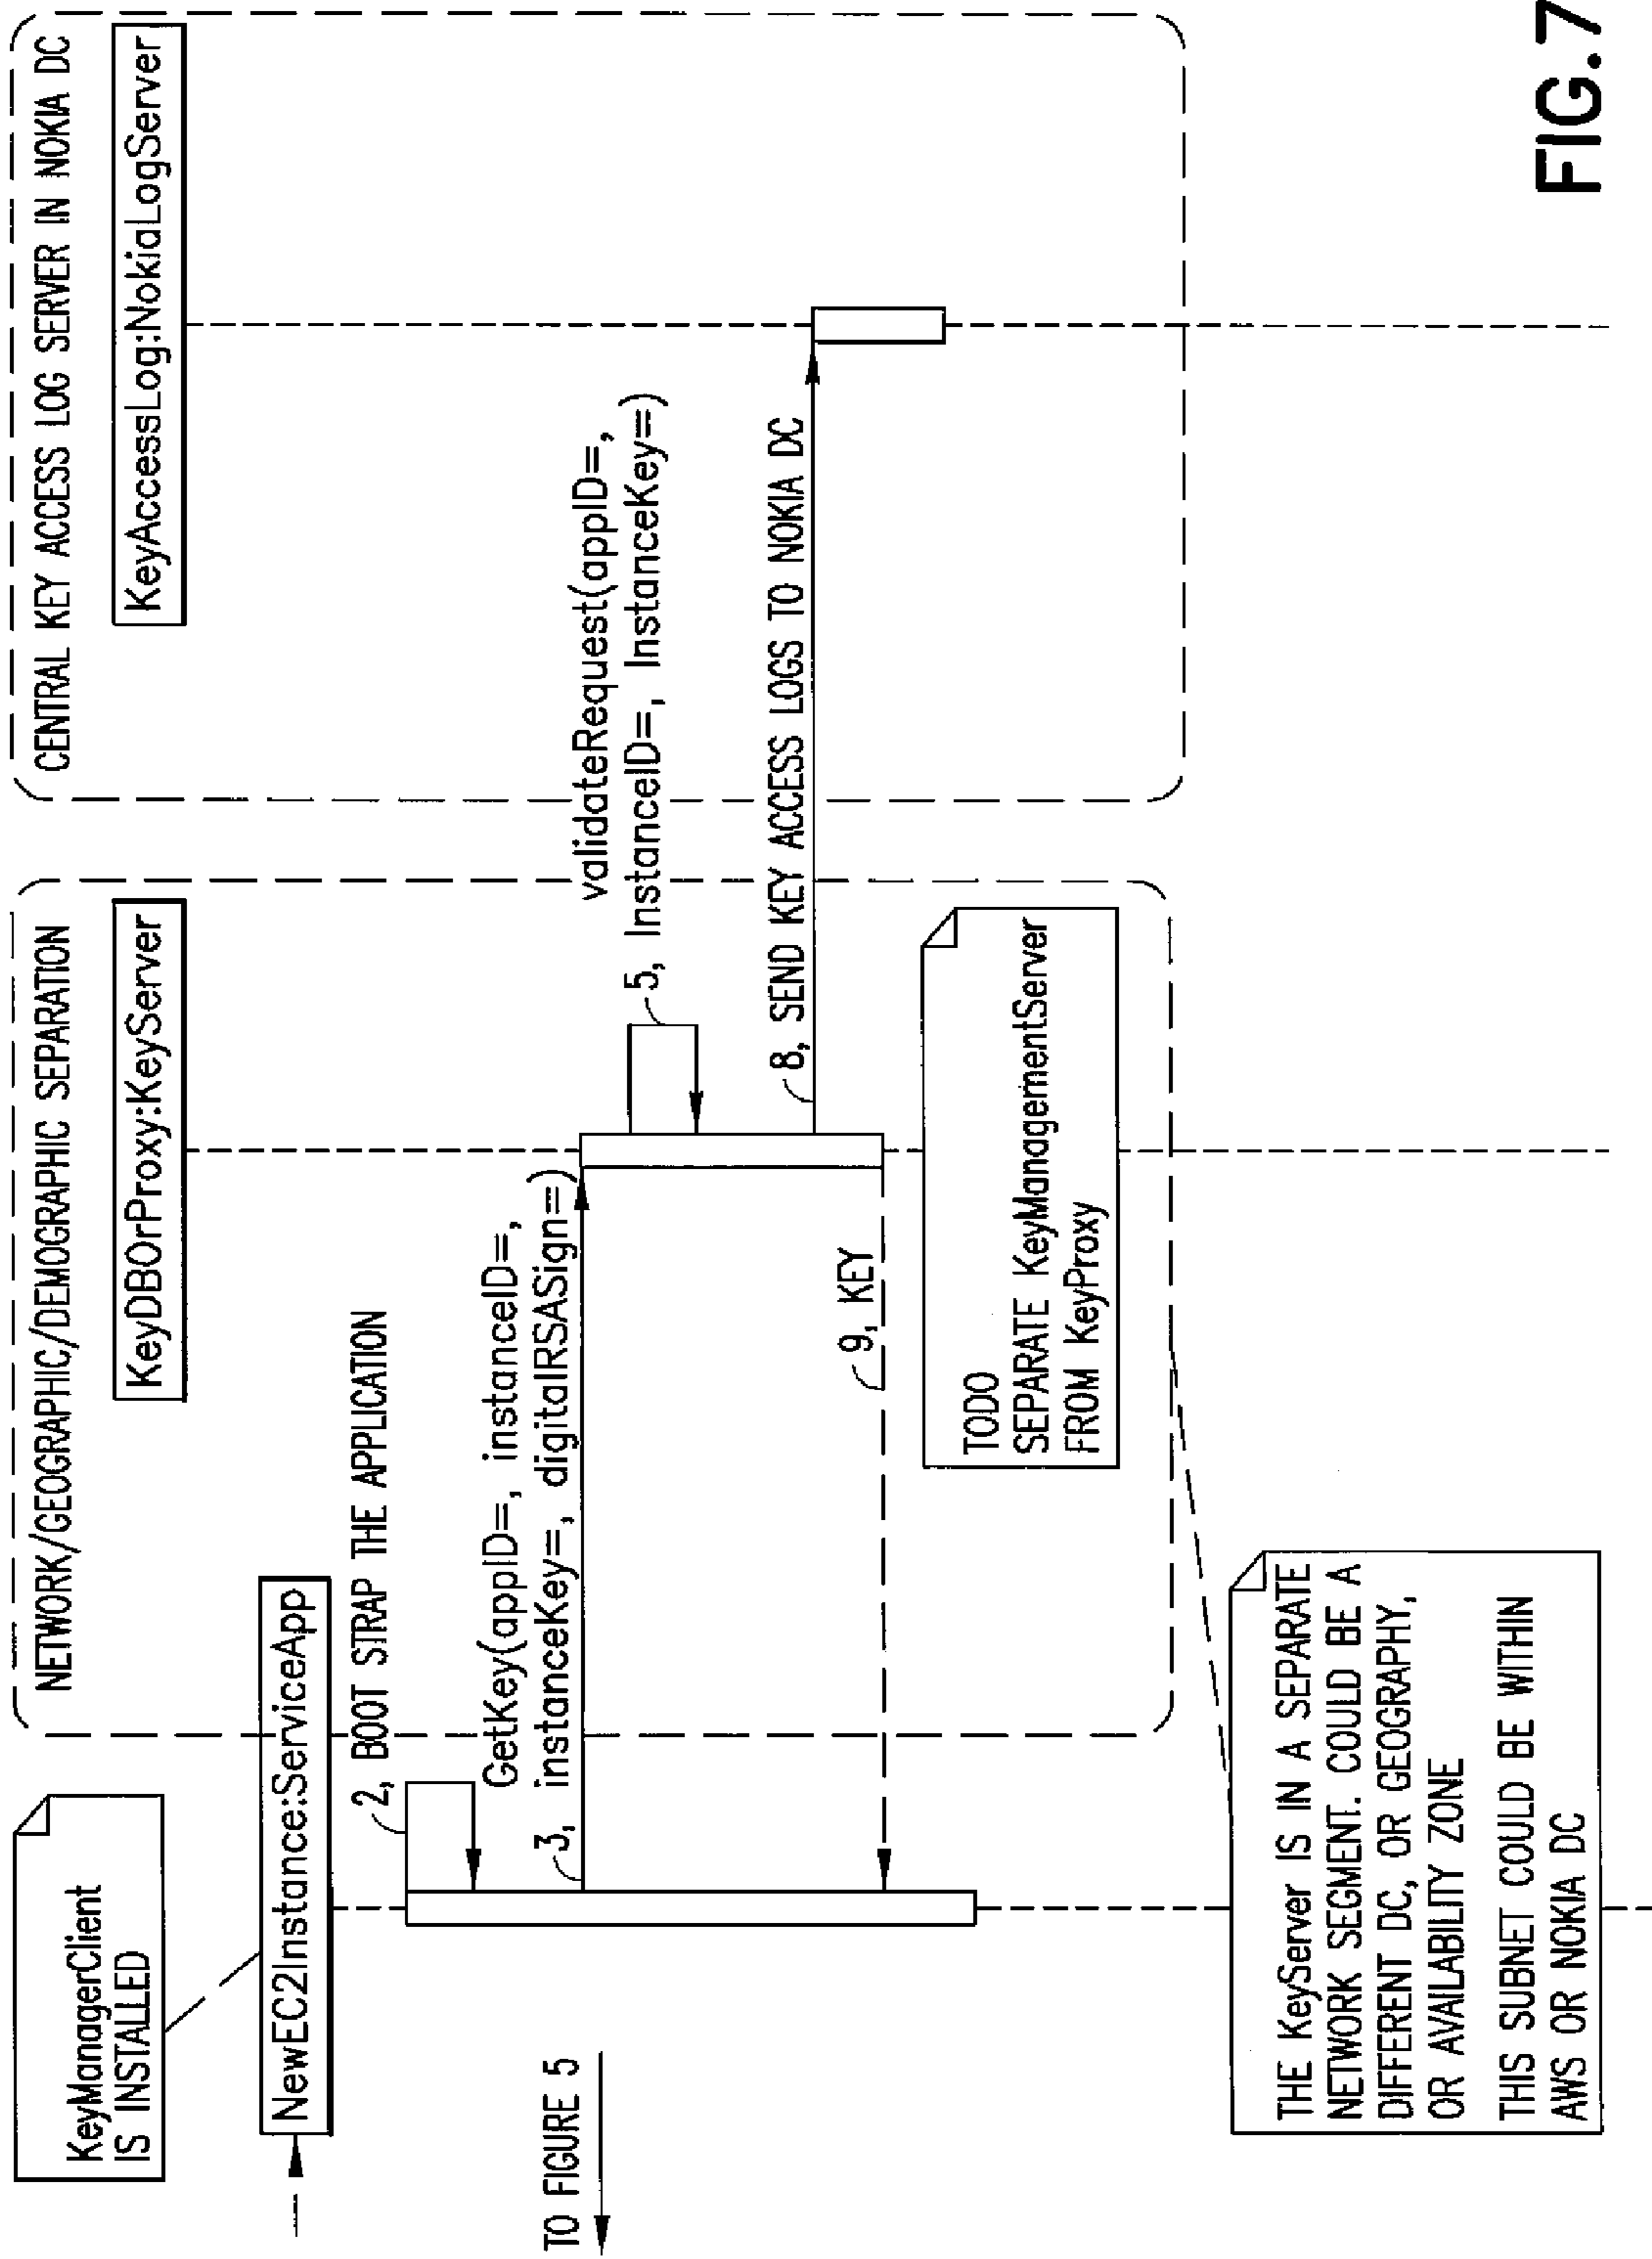 KeyManagerClient
IS INSTALLED
NETWORK/GEOGRAPHIC/DEMOGRAPHIC SEPARATION
CENTRAL KEY ACCESS LOG SERVER IN NOKIA DC
NewEC2Instance:ServiceApp
KeyDBOrProxy:KeyServer
KeyAccessLog:NokiaLogServer
2, BOOT STRAP THE APPLICATION
GetKey(appID=, instanceID=,
3, instanceKey=, digitalRSASign=)
validateRequest(appID=,
5, InstanceID=, InstanceKey=)
TO FIGURE 5
8, SEND KEY ACCESS LOGS TO NOKIA DC
9, KEY
TODO
SEPARATE KeyManagementServer
FROM KeyProxy
THE KeyServer IS IN A SEPARATE
NETWORK SEGMENT. COULD BE A
DIFFERENT DC, OR GEOGRAPHY,
OR AVAILABILITY ZONE
THIS SUBNET COULD BE WITHIN
AWS OR NOKIA DC
FIG.7